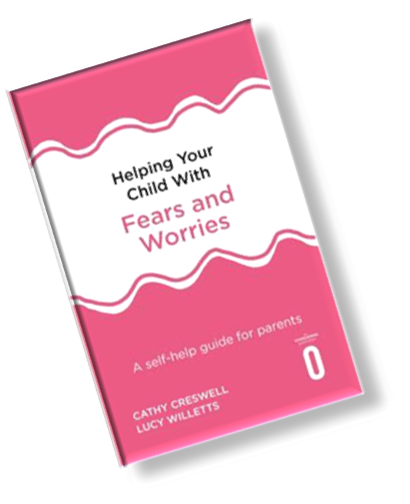 Helping Your
Child With
Fears and
Worries
A self-help guide for parents
O
CATHY CRESWELL
LUCY WILLETTS